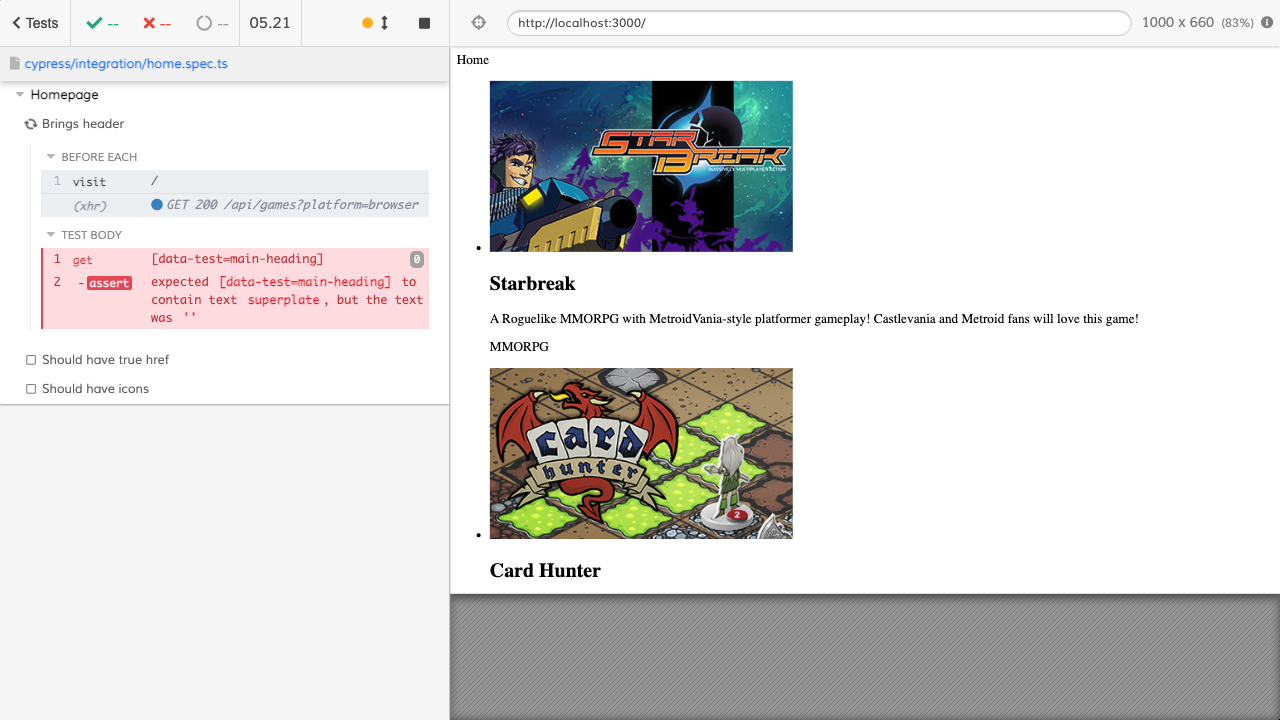 Tests
--
--
--
05.21
http://localhost:3000/
1000 x 660 (83%)
cypress/integration/home.spec.ts
Homepage
Brings header
BEFORE EACH
1 visit /
(xhr) GET 200 /api/games?platform=browser
TEST BODY
1 get [data-test=main-heading] 0
2 -assert expected [data-test=main-heading] to
contain text superplate, but the text
was ''
Should have true href
Should have icons
Home
STAR
BREAK
MASSIVELY MULTIPLAYER ACTION
Starbreak
A Roguelike MMORPG with MetroidVania-style platformer gameplay! Castlevania and Metroid fans will love this game!
MMORPG
card
hunter
2
Card Hunter